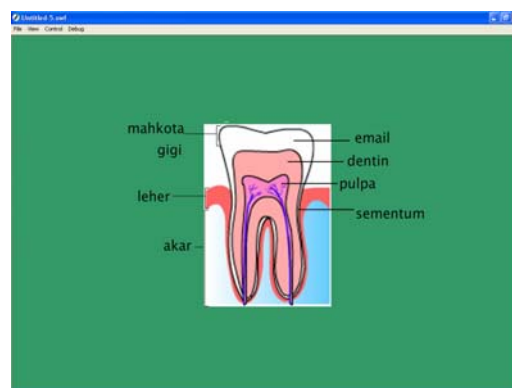 Untitled-5.swf
File View Control Debug
mahkota
gigi
leher
akar
email
dentin
pulpa
sementum